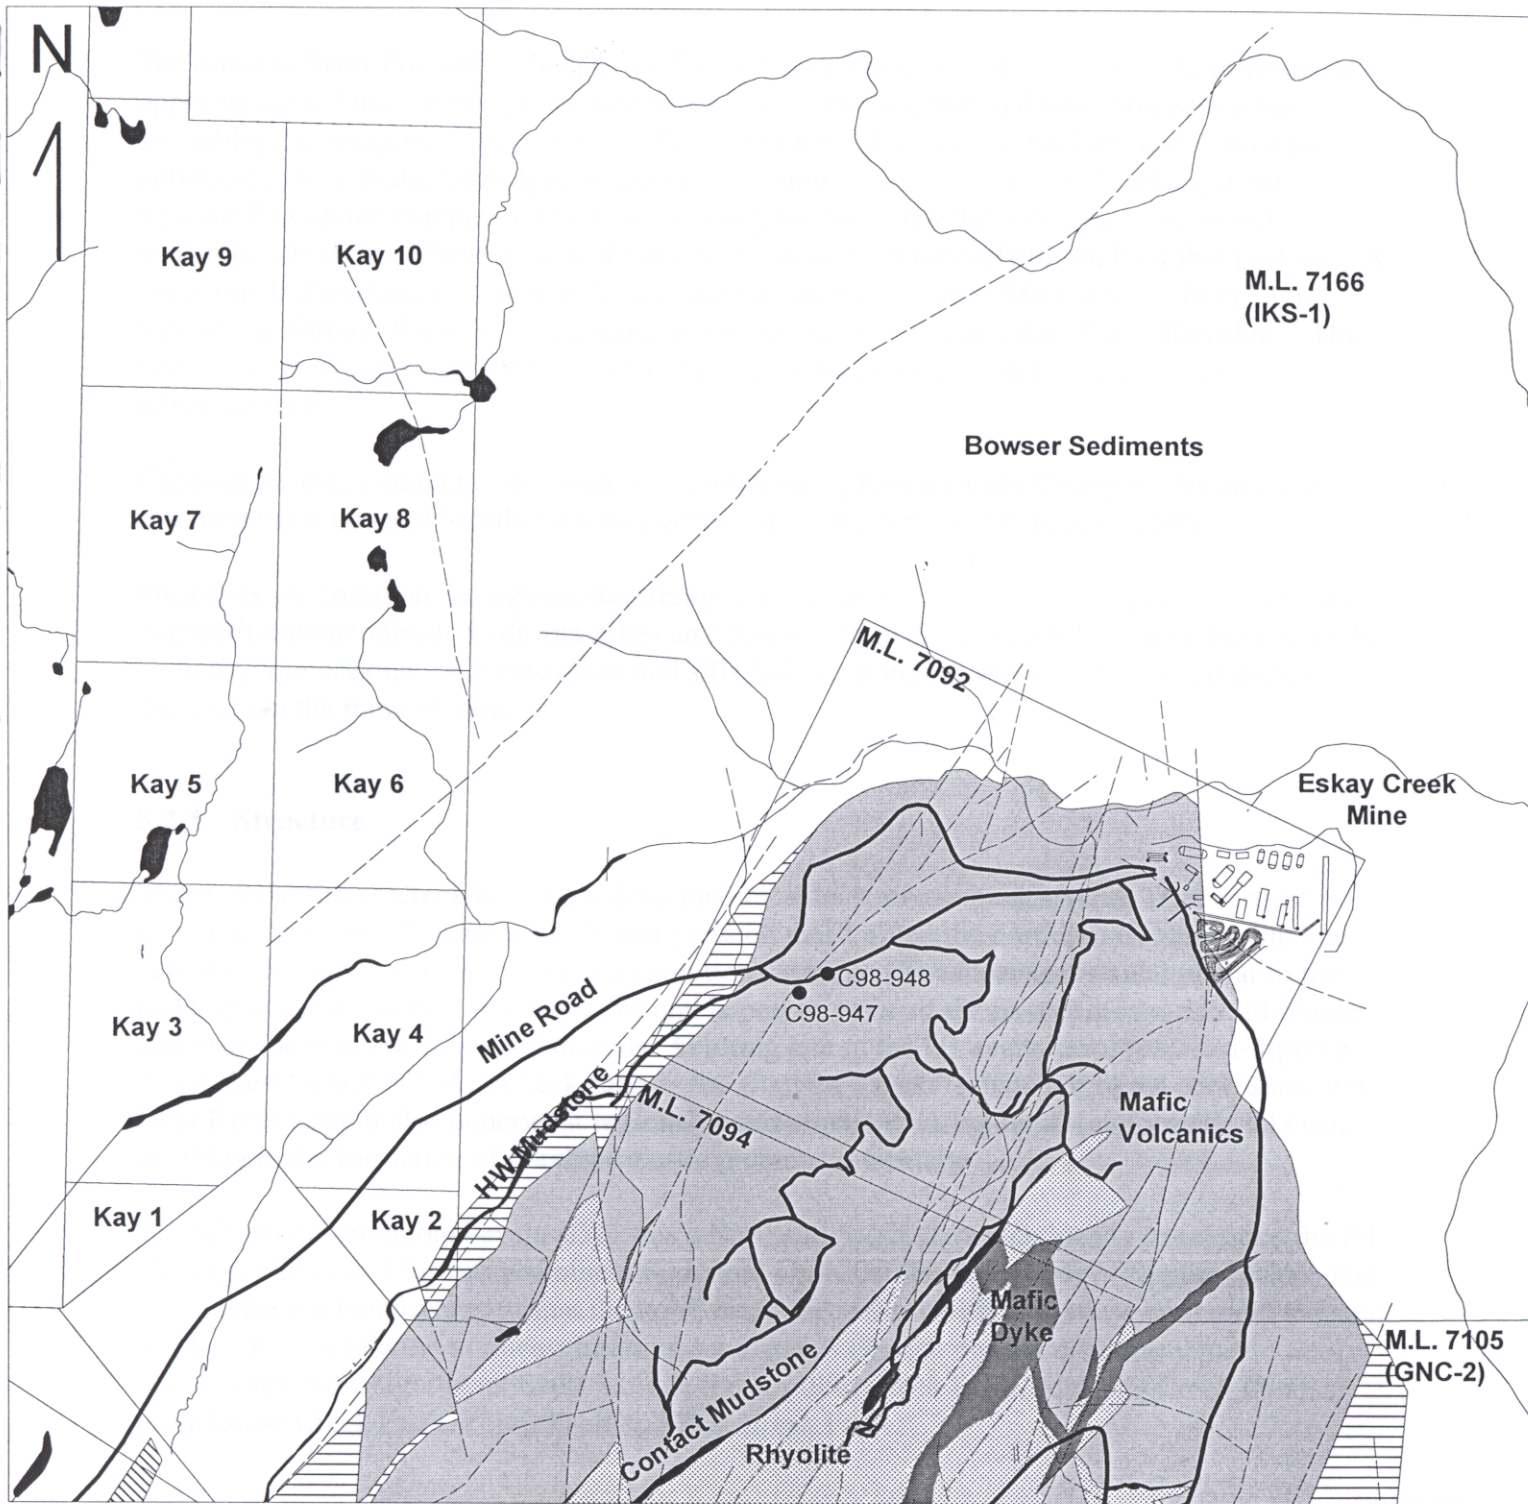 N
Kay 9
Kay 10
M.L. 7166
(IKS-1)
Bowser Sediments
Kay 7
Kay 8
M.L. 7092
Kay 5
Kay 6
Eskay Creek
Mine
Structure
C98-948
C98-947
Kay 3
Kay 4
Mine Road
HW Mudstone
M.L. 7094
Mafic
Volcanics
Kay 1
Kay 2
Mafic
Dyke
M.L. 7105
(GNC-2)
Contact Mudstone
Rhyolite